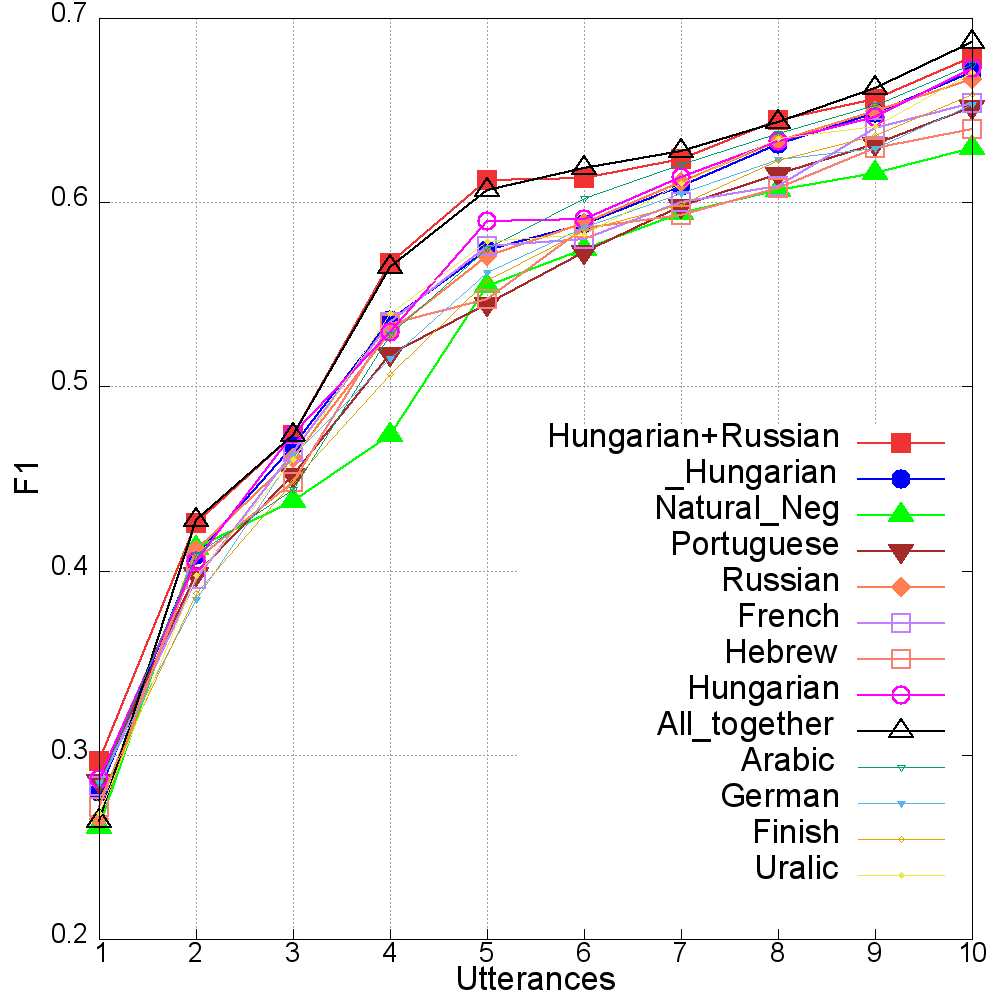 0.7
0.6
0.5
0.4
0.3
0.2
F1
Hungarian+Russian
_Hungarian
Natural_Neg
Portuguese
Russian
French
Hebrew
Hungarian
All_together
Arabic
German
Finish
Uralic
1 2 3 4 5 6 7 8 9 10
Utterances